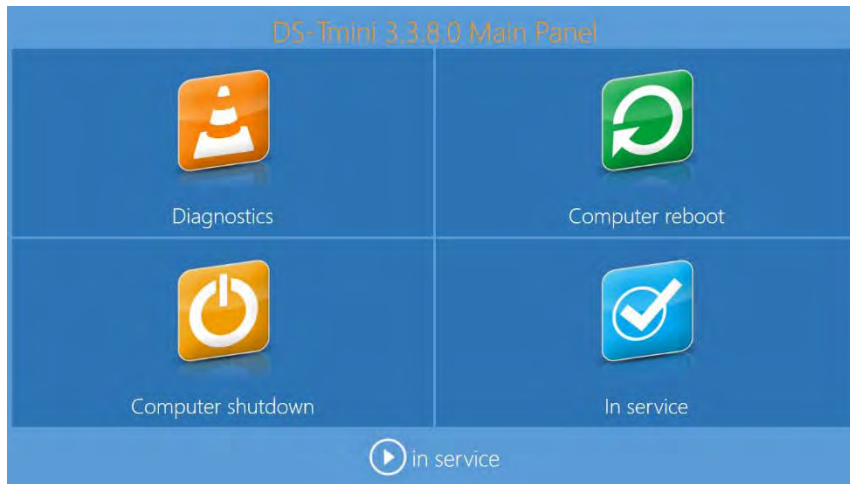 DS-Tmini 3.3.8.0 Main Panel
Diagnostics
Computer reboot
Computer shutdown
In service
in service